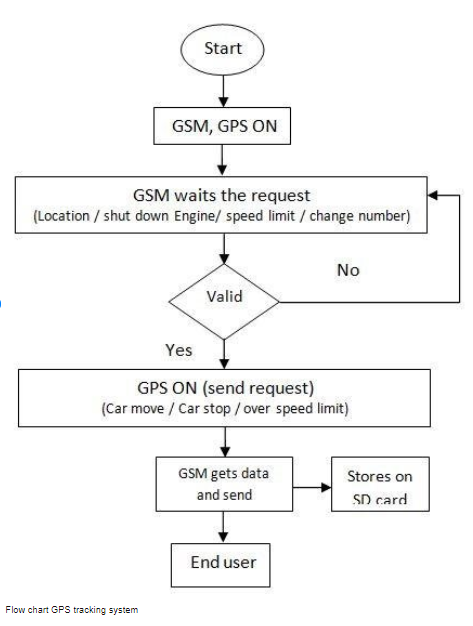 Start
GSM, GPS ON
GSM waits the request
(Location / shut down Engine/ speed limit / change number)
No
Valid
Yes
GPS ON (send request)
(Car move / Car stop / over speed limit)
GSM gets data
and send
Stores on
SD card
End user
Flow chart GPS tracking system